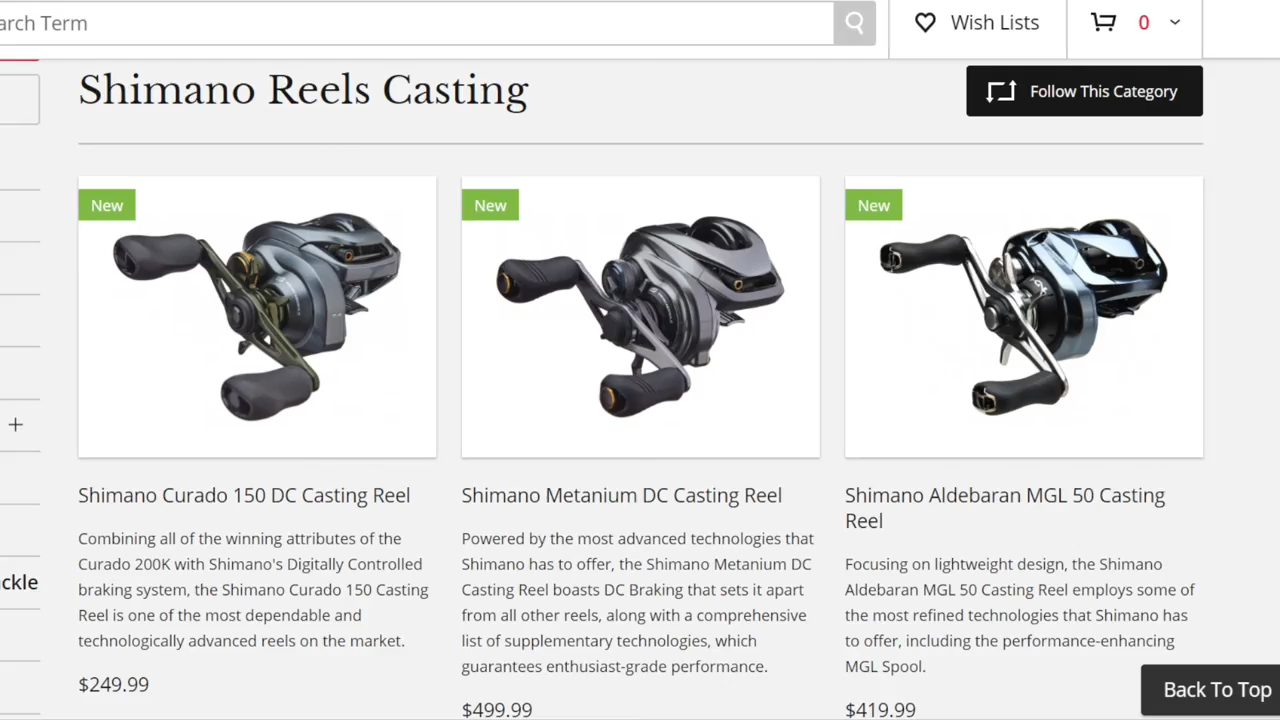 arch Term
Wish Lists
0
Shimano Reels Casting
Follow This Category
New
New
New
Shimano Curado 150 DC Casting Reel
Combining all of the winning attributes of the
Curado 200K with Shimano's Digitally Controlled
braking system, the Shimano Curado 150 Casting
Reel is one of the most dependable and
technologically advanced reels on the market.
$249.99
Shimano Metanium DC Casting Reel
Powered by the most advanced technologies that
Shimano has to offer, the Shimano Metanium DC
Casting Reel boasts DC Braking that sets it apart
from all other reels, along with a comprehensive
list of supplementary technologies, which
guarantees enthusiast-grade performance.
$499.99
Shimano Aldebaran MGL 50 Casting
Reel
Focusing on lightweight design, the Shimano
Aldebaran MGL 50 Casting Reel employs some of
the most refined technologies that Shimano has
to offer, including the performance-enhancing
MGL Spool.
$419.99
ckle
Back To Top